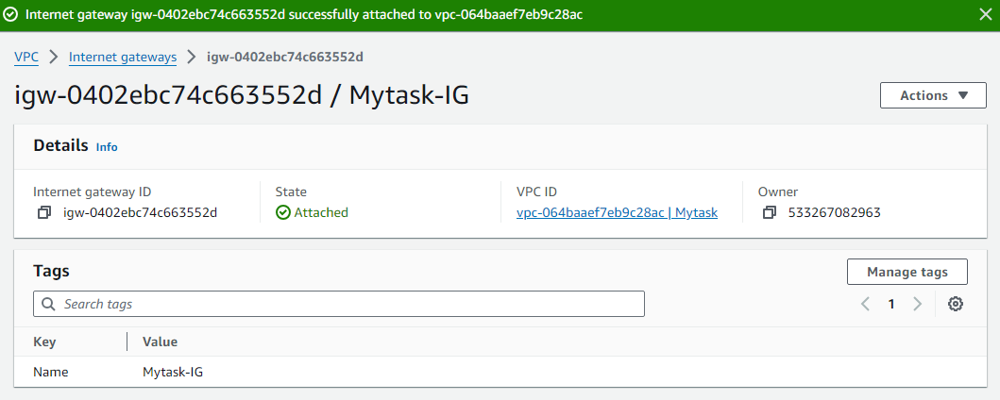 Internet gateway igw-0402ebc74c663552d successfully attached to vpc-064baaef7eb9c28ac
VPC > Internet gateways > igw-0402ebc74c663552d
igw-0402ebc74c663552d / Mytask-IG
Actions
Details Info
Internet gateway ID State VPC ID Owner
igw-0402ebc74c663552d Attached vpc-064baaef7eb9c28ac | Mytask 533267082963
Tags
Manage tags
Search tags
1
Key Value
Name Mytask-IG